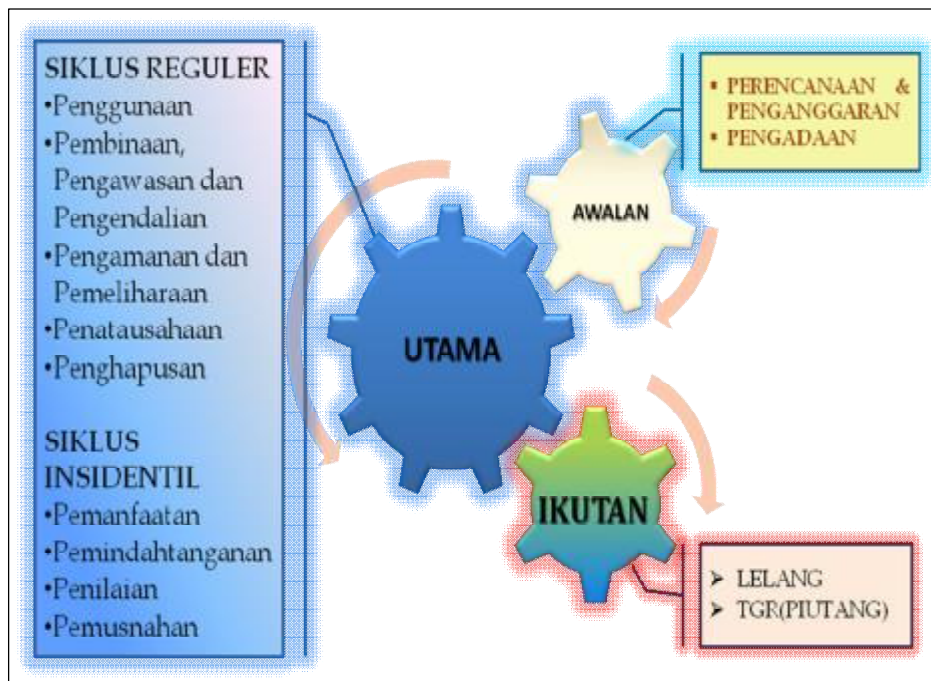 SIKLUS REGULER
•Penggunaan
•Pembinaan,
Pengawasan dan
Pengendalian
•Pengamanan dan
Pemeliharaan
•Penatausahaan
•Penghapusan
SIKLUS
INSIDENTIL
•Pemanfaatan
•Pemindahtanganan
•Penilaian
•Pemusnahan
UTAMA
AWALAN
▪ PERENCANAAN &
PENGANGGARAN
▪ PENGADAAN
IKUTAN
➢ LELANG
➢ TGR(PIUTANG)